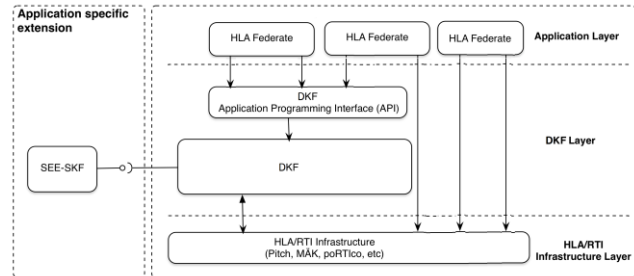 Application specific
extension
HLA Federate
HLA Federate
HLA Federate
Application Layer
DKF
Application Programming Interface (API)
DKF Layer
SEE-SKF
DKF
HLA/RTI Infrastructure
(Pitch, MÄK, poRTIco, etc)
HLA/RTI
Infrastructure Layer